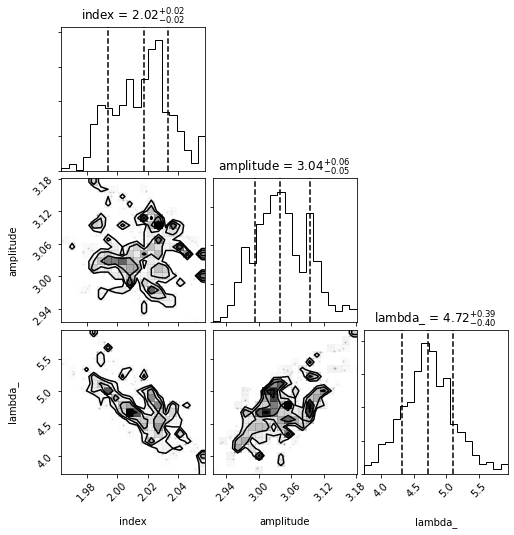 index = 2.02+0.02−0.02
amplitude = 3.04+0.06−0.05
lambda_ = 4.72+0.39−0.40
3.18
3.12
3.06
3.00
2.94
amplitude
5.5
5.0
4.5
4.0
lambda_
1.98
2.00
2.02
2.04
index
2.94
3.00
3.06
3.12
3.18
amplitude
4.0
4.5
5.0
5.5
lambda_